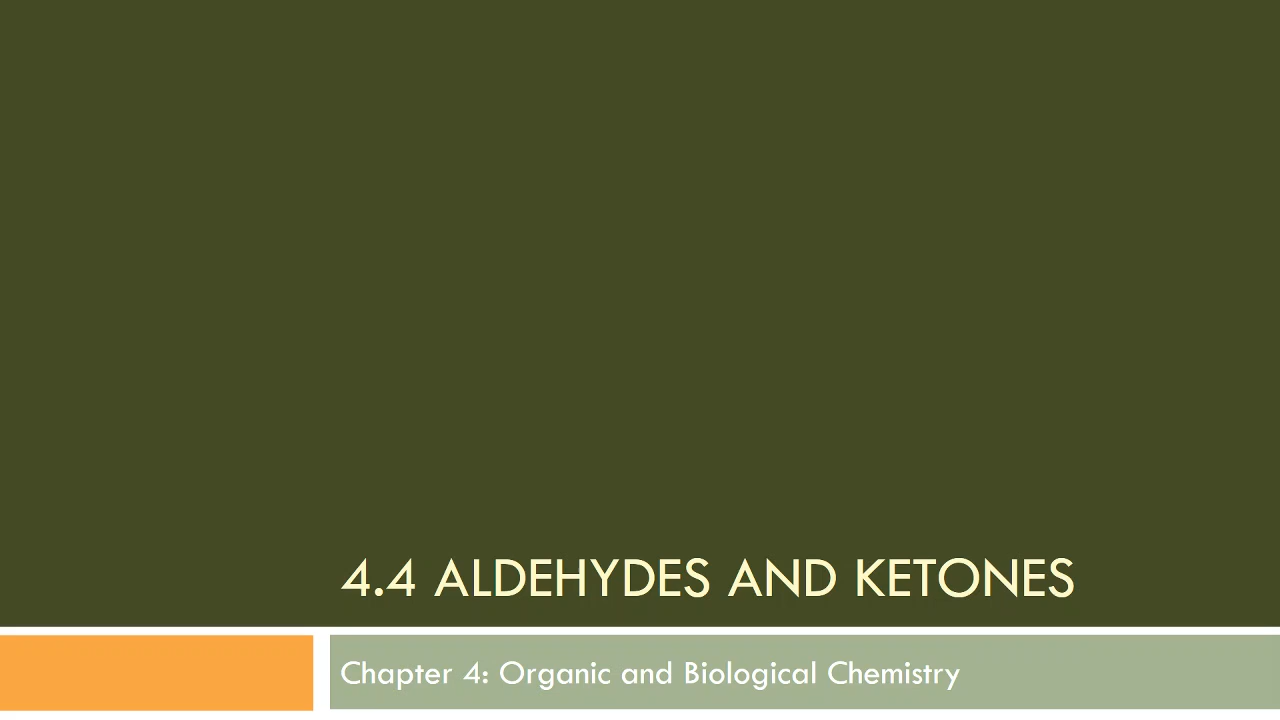 4.4 ALDEHYDES AND KETONES
Chapter 4: Organic and Biological Chemistry